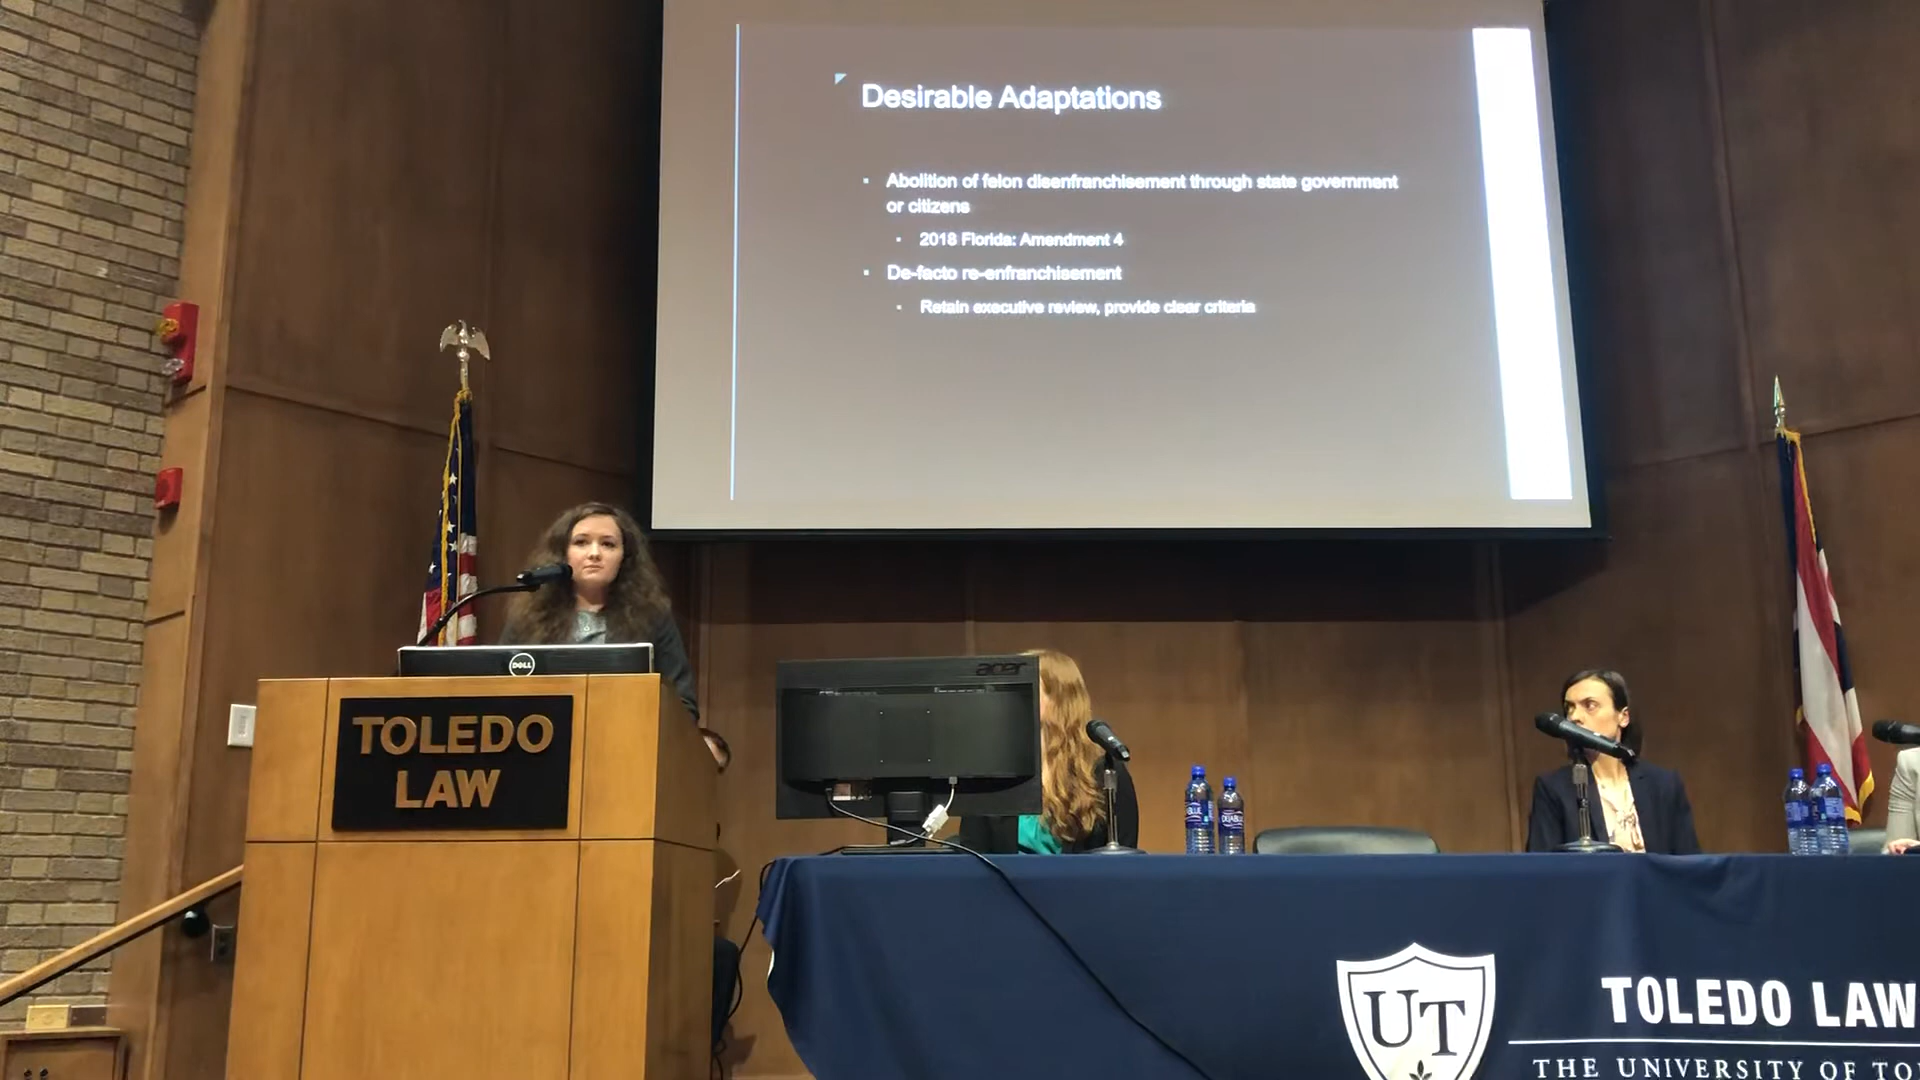 Desirable Adaptations
Abolition of felon disenfranchisement through state government
or citizens
2018 Florida: Amendment 4
De-facto re-enfranchisement
Retain executive review, provide clear criteria
DELL
TOLEDO
LAW
acer
UT
TOLEDO LAW
THE UNIVERSITY OF TO